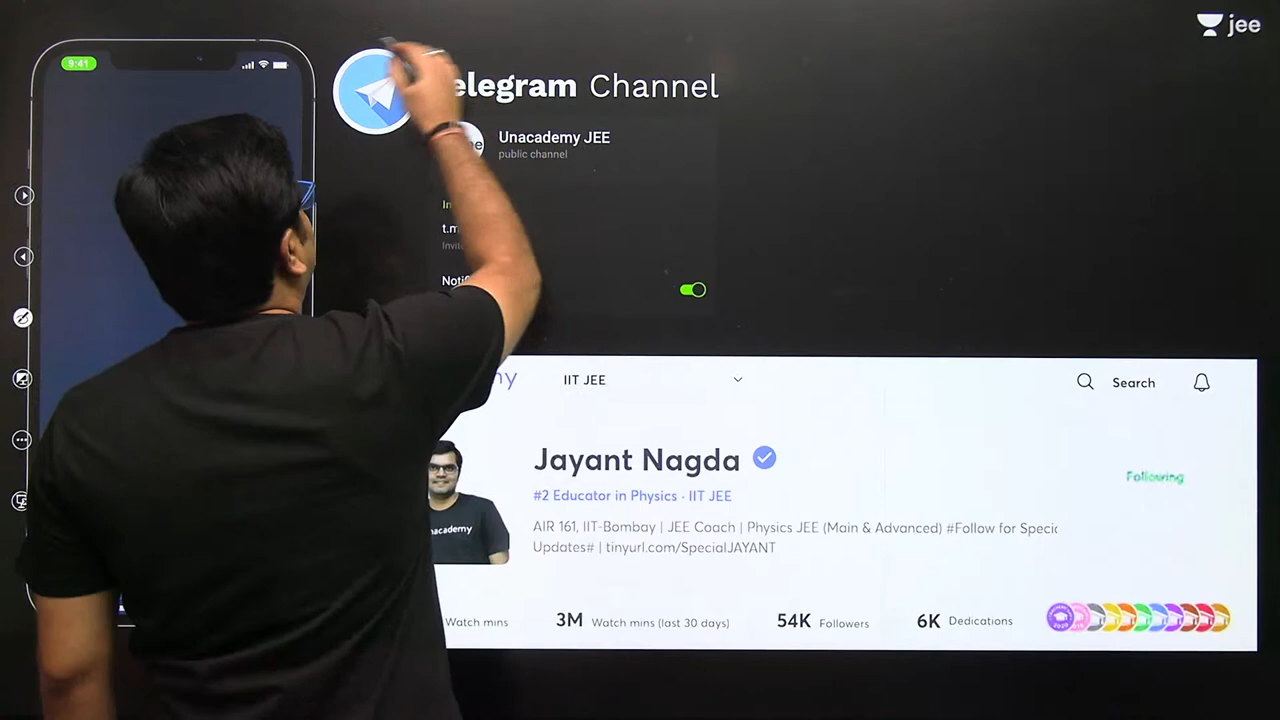 jee
9:41
elegram Channel
Unacademy JEE
public channel
t.m
IIT JEE
Search
Jayant Nagda
#2 Educator in Physics · IIT JEE
Following
AIR 161, IIT-Bombay | JEE Coach | Physics JEE (Main & Advanced) #Follow for Speci
Updates# | tinyurl.com/SpecialJAYANT
nacademy
Watch mins
3M Watch mins (last 30 days)
54K Followers
6K Dedications